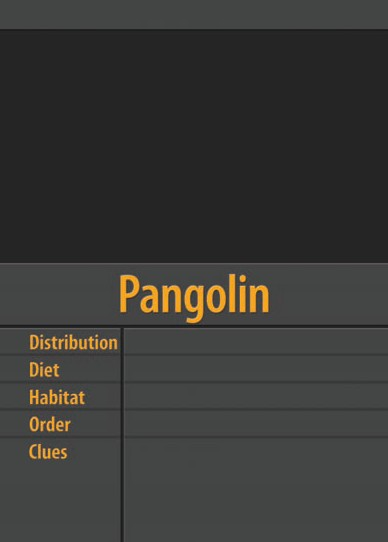 Pangolin
Distribution
Diet
Habitat
Order
Clues